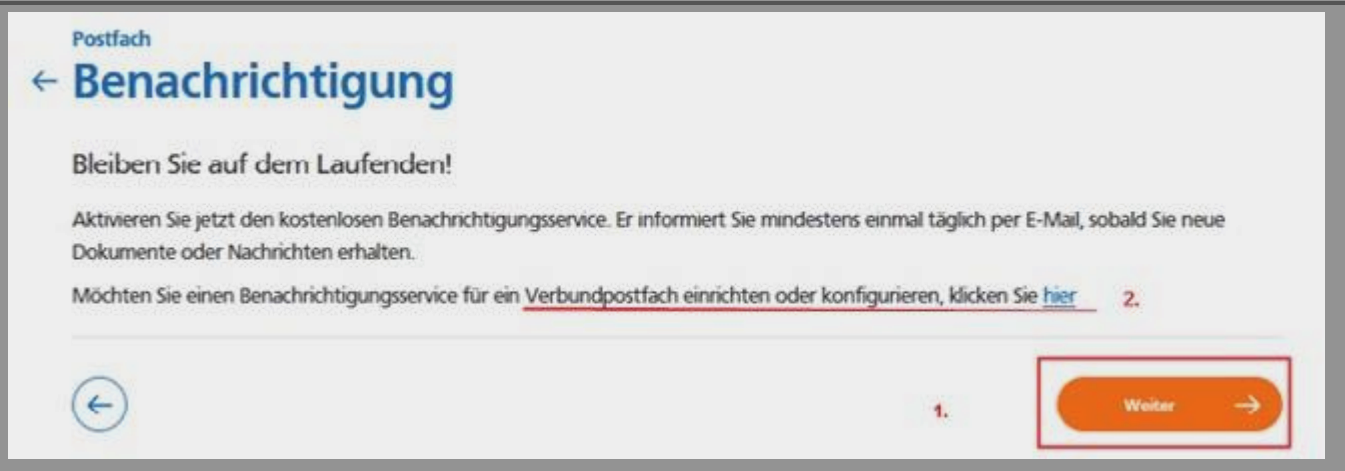 Postfach
← Benachrichtigung
Bleiben Sie auf dem Laufenden!
Aktivieren Sie jetzt den kostenlosen Benachrichtigungsservice. Er informiert Sie mindestens einmal täglich per E-Mail, sobald Sie neue
Dokumente oder Nachrichten erhalten.
Möchten Sie einen Benachrichtigungsservice für ein Verbundpostfach einrichten oder konfigurieren, klicken Sie hier 2.
← 1. Weiter →